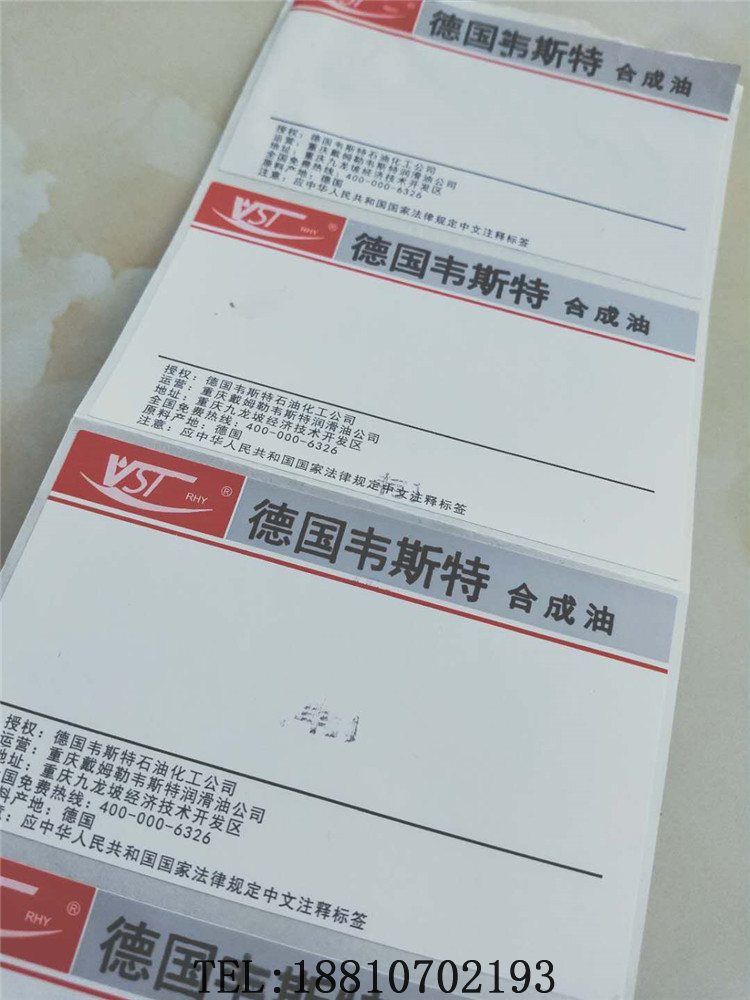 德国韦斯特 合成油
授权：德国韦斯特石油化工公司
运营：重庆戴姆勒韦斯特润滑油公司
地址：重庆九龙坡经济技术开发区
全国免费热线：400-000-6326
原料产地：德国
注意：应中华人民共和国国家法律规定中文注释标签
VST RHY ® 德国韦斯特 合成油
授权：德国韦斯特石油化工公司
运营：重庆戴姆勒韦斯特润滑油公司
地址：重庆九龙坡经济技术开发区
全国免费热线：400-000-6326
原料产地：德国
注意：应中华人民共和国国家法律规定中文注释标签
VST RHY ® 德国韦斯特 合成油
授权：德国韦斯特石油化工公司
运营：重庆戴姆勒韦斯特润滑油公司
地址：重庆九龙坡经济技术开发区
国免费热线：400-000-6326
料产地：德国
：应中华人民共和国国家法律规定中文注释标签
RHY ® 德国韦斯特
TEL:18810702193